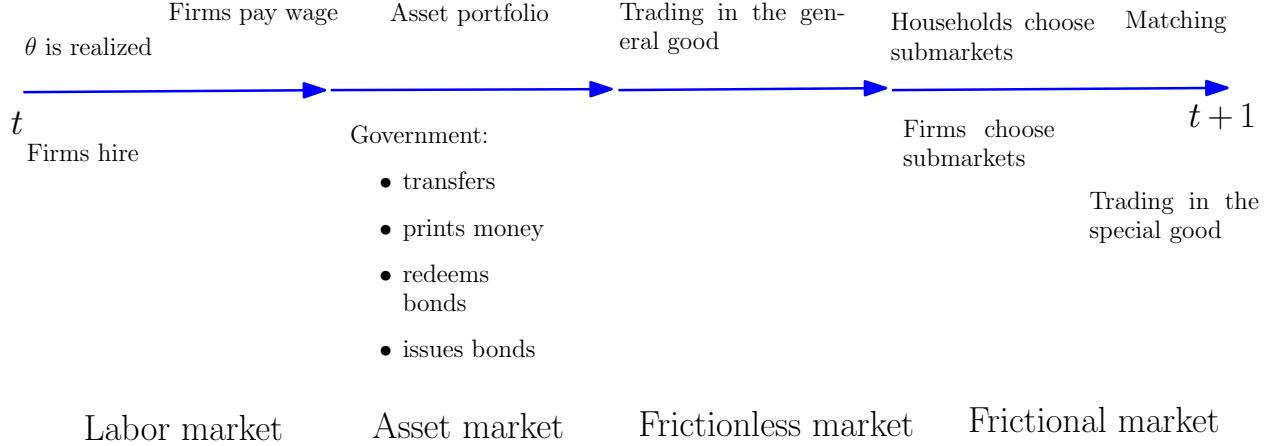 Firms pay wage
Asset portfolio
Trading in the gen-
eral good
Households choose
submarkets
Matching
θ is realized
t
t + 1
Firms hire
Government:
• transfers
• prints money
• redeems
bonds
• issues bonds
Firms choose
submarkets
Trading in the
special good
Labor market
Asset market
Frictionless market
Frictional market